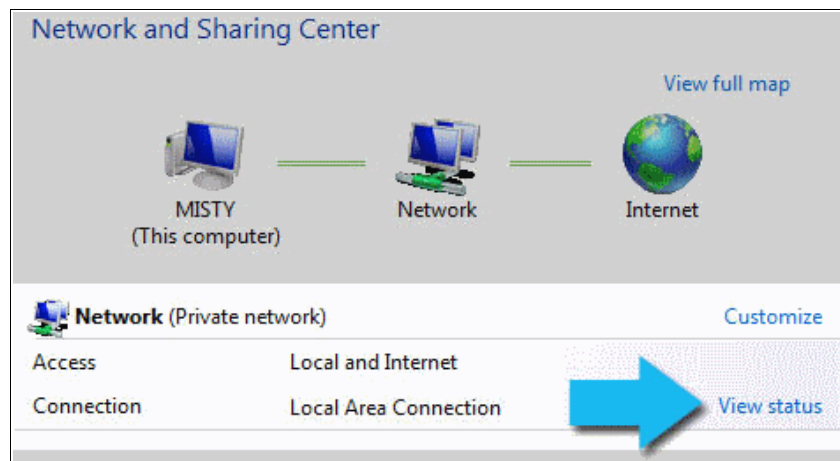 Network and Sharing Center
View full map
MISTY Network Internet
(This computer)
Network (Private network) Customize
Access Local and Internet
Connection Local Area Connection View status